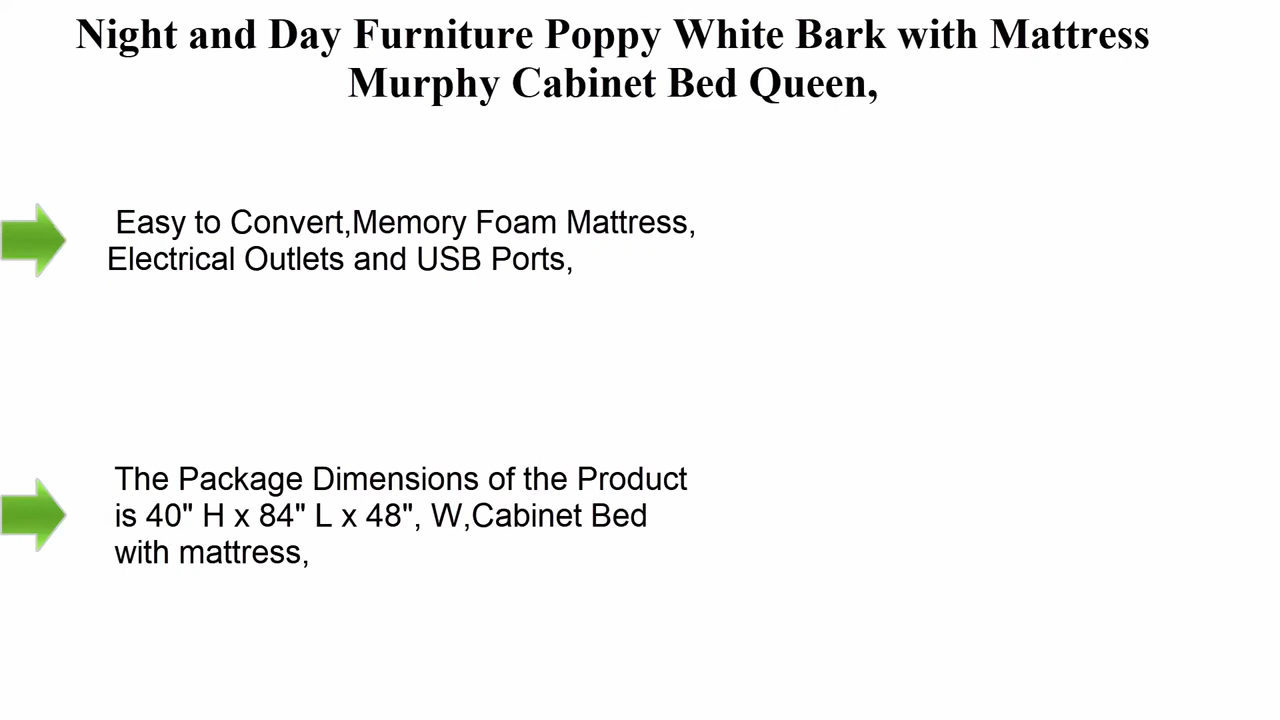 Night and Day Furniture Poppy White Bark with Mattress
Murphy Cabinet Bed Queen,
Easy to Convert,Memory Foam Mattress,
Electrical Outlets and USB Ports,
The Package Dimensions of the Product
is 40" H x 84" L x 48", W,Cabinet Bed
with mattress,